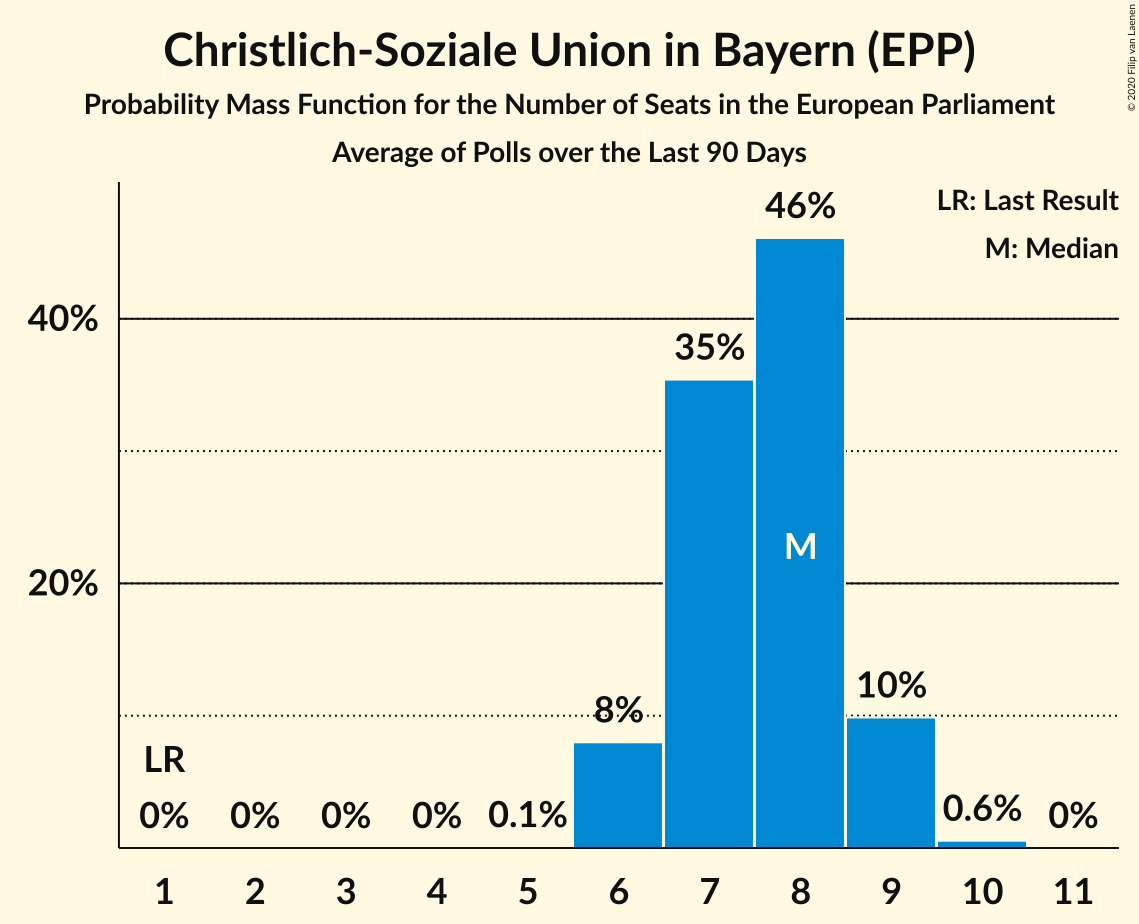 Christlich-Soziale Union in Bayern (EPP)
Probability Mass Function for the Number of Seats in the European Parliament
Average of Polls over the Last 90 Days
© 2020 Filip van Laenen
LR: Last Result
M: Median
46%
40%
35%
M
20%
10%
8%
LR
0% 0% 0% 0% 0.1% 0.6% 0%
1 2 3 4 5 6 7 8 9 10 11